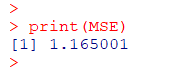 >
> print(MSE)
[1] 1.165001
>